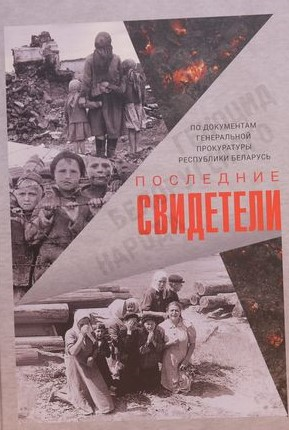 ПО ДОКУМЕНТАМ
ГЕНЕРАЛЬНОЙ
ПРОКУРАТУРЫ
РЕСПУБЛИКИ БЕЛАРУСЬ
ПОСЛЕДНИЕ
СВИДЕТЕЛИ